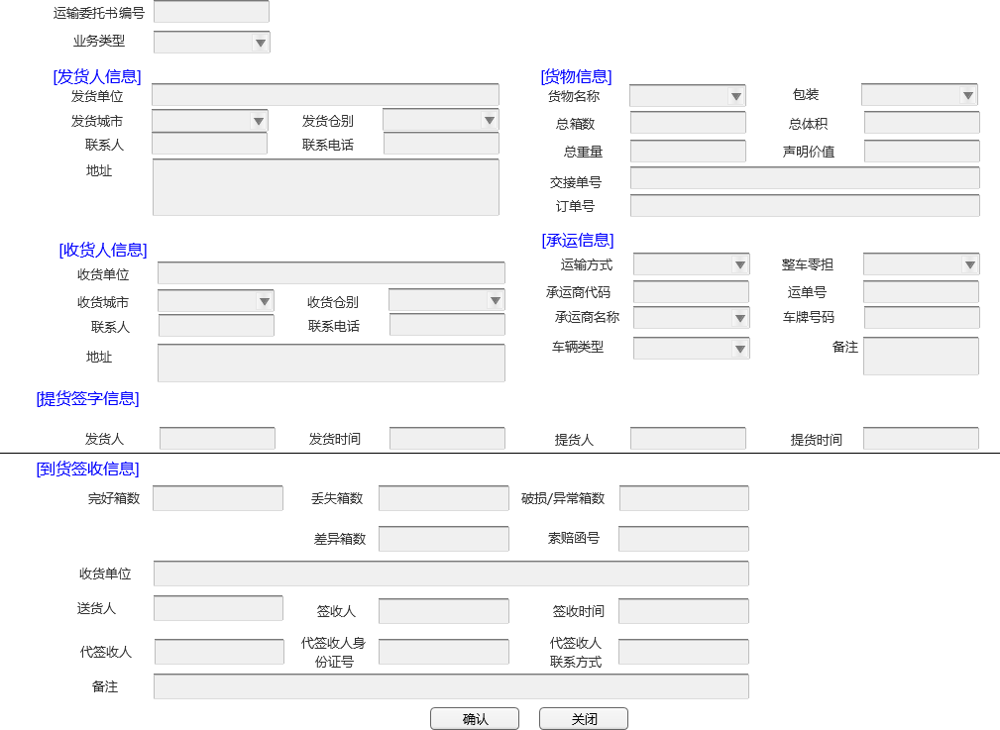 运输委托书编号
业务类型
[发货人信息]
发货单位
发货城市 发货仓别
联系人 联系电话
地址
[货物信息]
货物名称 包装
总箱数 总体积
总重量 声明价值
交接单号
订单号
[收货人信息]
收货单位
收货城市 收货仓别
联系人 联系电话
地址
[承运信息]
运输方式 整车零担
承运商代码 运单号
承运商名称 车牌号码
车辆类型 备注
[提货签字信息]
发货人 发货时间 提货人 提货时间
[到货签收信息]
完好箱数 丢失箱数 破损/异常箱数
差异箱数 索赔函号
收货单位
送货人 签收人 签收时间
代签收人 代签收人身份证号 代签收人联系方式
备注
确认 关闭